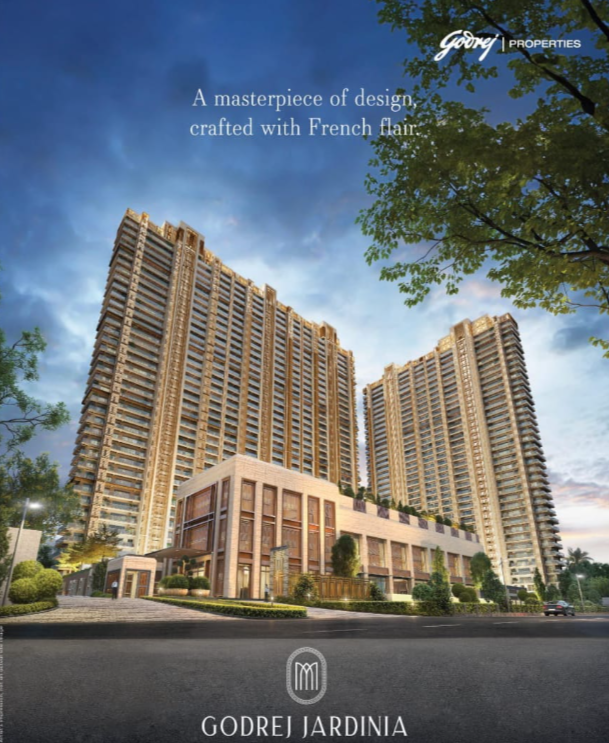 Godrej | PROPERTIES
A masterpiece of design,
crafted with French flair.
GODREJ JARDINIA